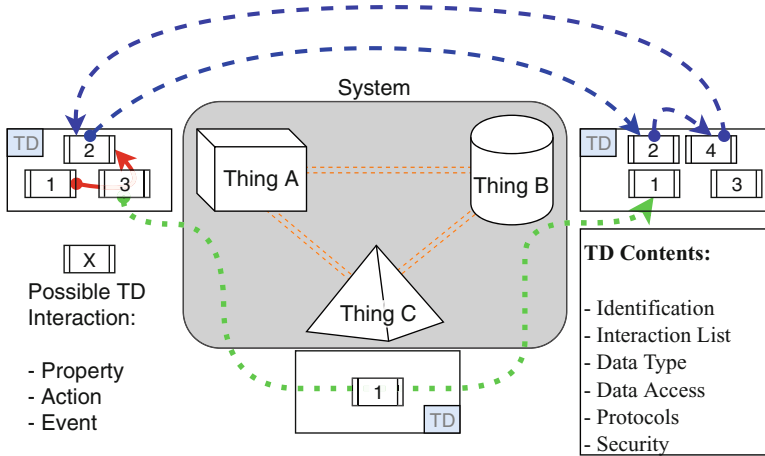 System
TD
2
1
3
Thing A
Thing B
Thing C
TD
2
4
1
3
X
Possible TD
Interaction:
- Property
- Action
- Event
1
TD
TD Contents:
- Identification
- Interaction List
- Data Type
- Data Access
- Protocols
- Security